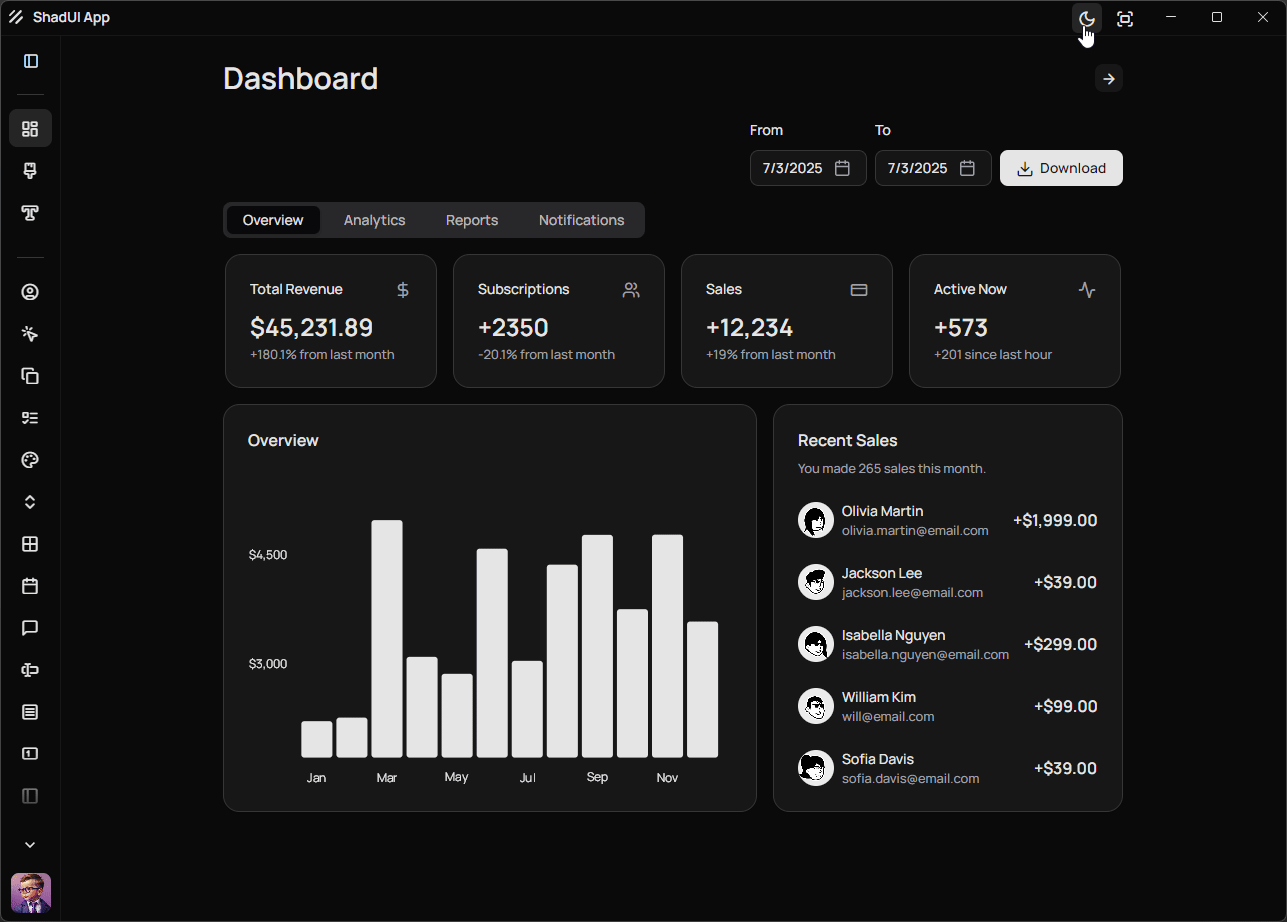 ShadUI App
Dashboard
From To
7/3/2025 7/3/2025 Download
Overview Analytics Reports Notifications
Total Revenue
$45,231.89
+180.1% from last month
Subscriptions
+2350
-20.1% from last month
Sales
+12,234
+19% from last month
Active Now
+573
+201 since last hour
Overview
$4,500
$3,000
Jan Mar May Jul Sep Nov
Recent Sales
You made 265 sales this month.
Olivia Martin
olivia.martin@email.com
+$1,999.00
Jackson Lee
jackson.lee@email.com
+$39.00
Isabella Nguyen
isabella.nguyen@email.com
+$299.00
William Kim
will@email.com
+$99.00
Sofia Davis
sofia.davis@email.com
+$39.00